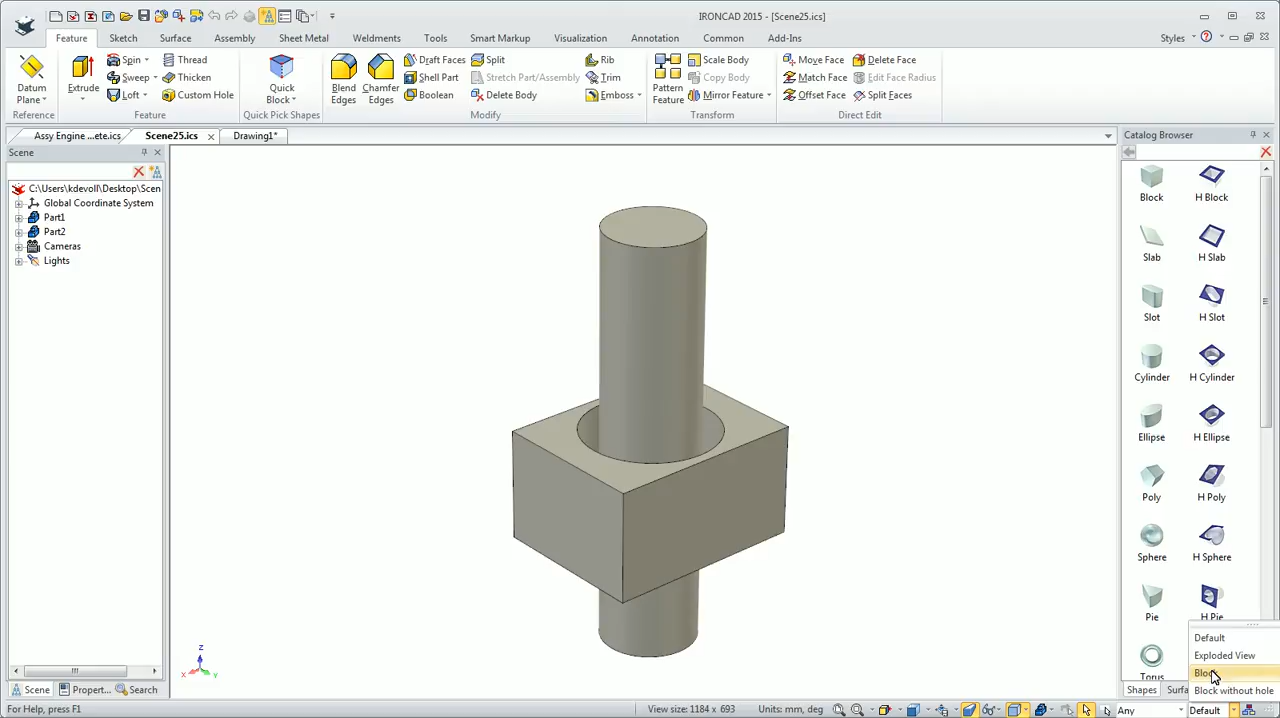 IRONCAD 2015 - [Scene25.ics]
Feature Sketch Surface Assembly Sheet Metal Weldments Tools Smart Markup Visualization Annotation Common Add-Ins Styles
Spin Thread Draft Faces Split Rib Scale Body Move Face Delete Face
Sweep Thicken Shell Part Stretch Part/Assembly Trim Copy Body Match Face Edit Face Radius
Loft Custom Hole Boolean Delete Body Emboss Mirror Feature Offset Face Split Faces
Datum Plane Extrude Quick Block Blend Edges Chamfer Edges Pattern Feature
Reference Feature Quick Pick Shapes Modify Transform Direct Edit
Assy Engine ...ete.ics Scene25.ics Drawing1*
Scene
C:\Users\kdevoll\Desktop\Scen
Global Coordinate System
Part1
Part2
Cameras
Lights
Z
X Y
Catalog Browser
Block H Block
Slab H Slab
Slot H Slot
Cylinder H Cylinder
Ellipse H Ellipse
Poly H Poly
Sphere H Sphere
Pie H Pie
Torus
Default
Exploded View
Block
Block without hole
Scene Propert... Search
Shapes Surfa
For Help, press F1 View size: 1184 x 693 Units: mm, deg Any Default